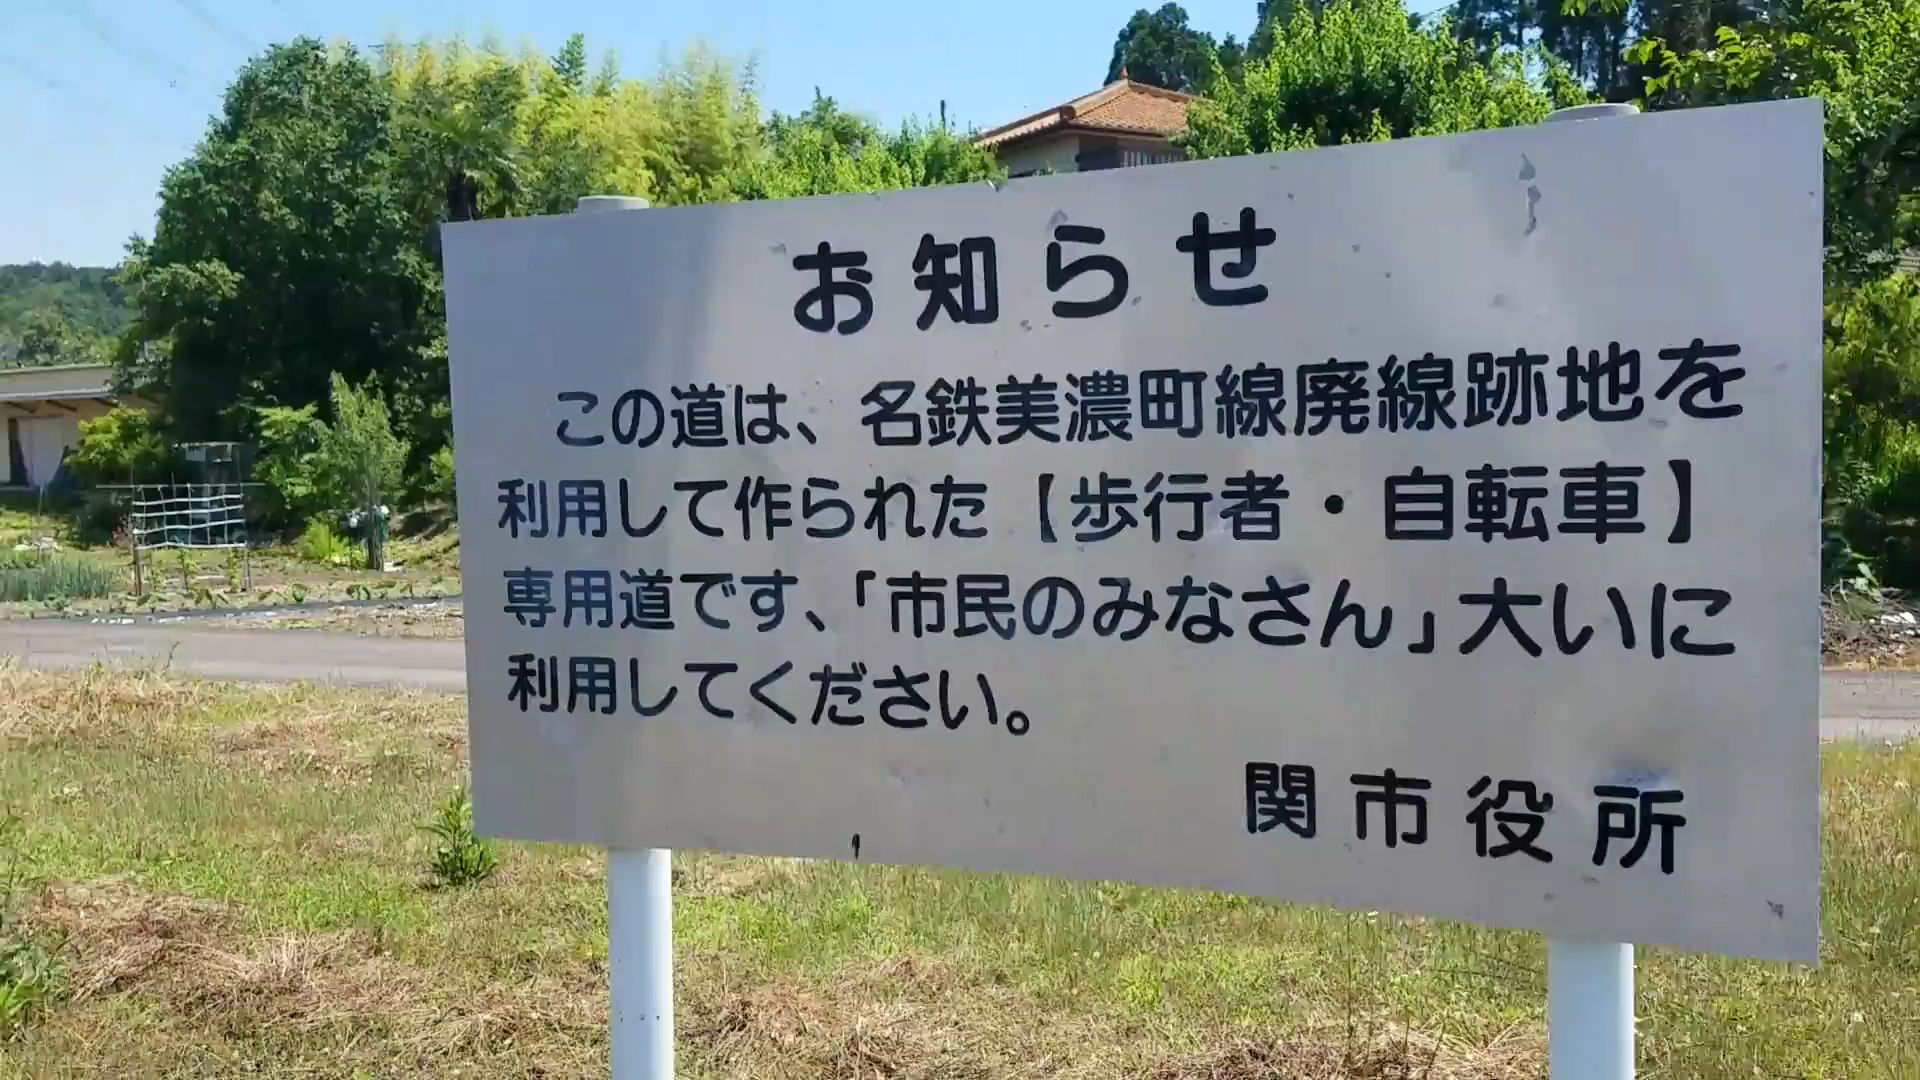 お知らせ
この道は、名鉄美濃町線廃線跡地を
利用して作られた【歩行者・自転車】
専用道です、「市民のみなさん」大いに
利用してください。
関市役所